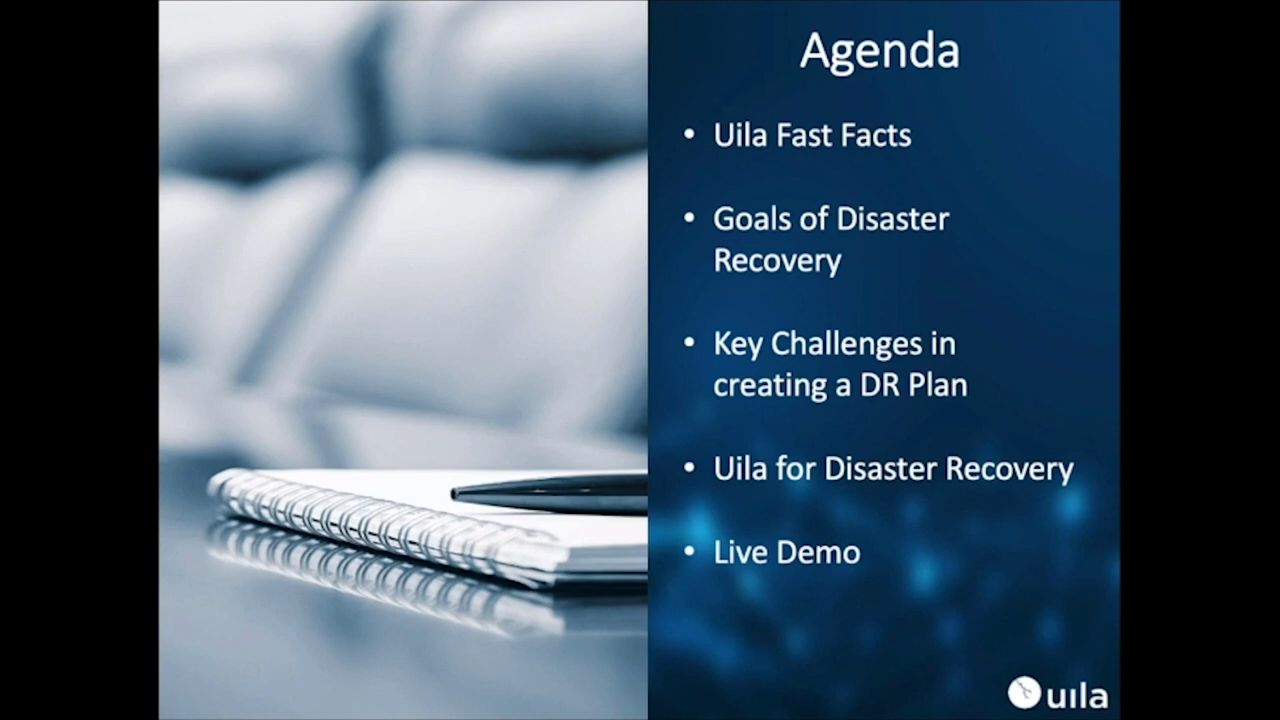 Agenda
• Uila Fast Facts
• Goals of Disaster
Recovery
• Key Challenges in
creating a DR Plan
• Uila for Disaster Recovery
• Live Demo
uila